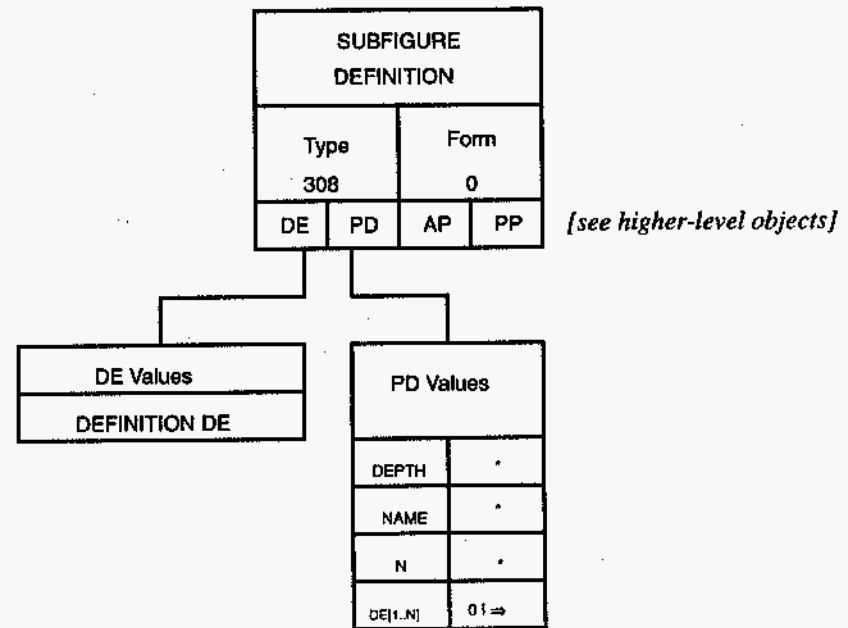 SUBFIGURE
DEFINITION
Type
Form
308
0
DE PD AP PP [see higher-level objects]
DE Values
DEFINITION DE
PD Values
DEPTH *
NAME *
N *
DE[1..N] 0 ⇒